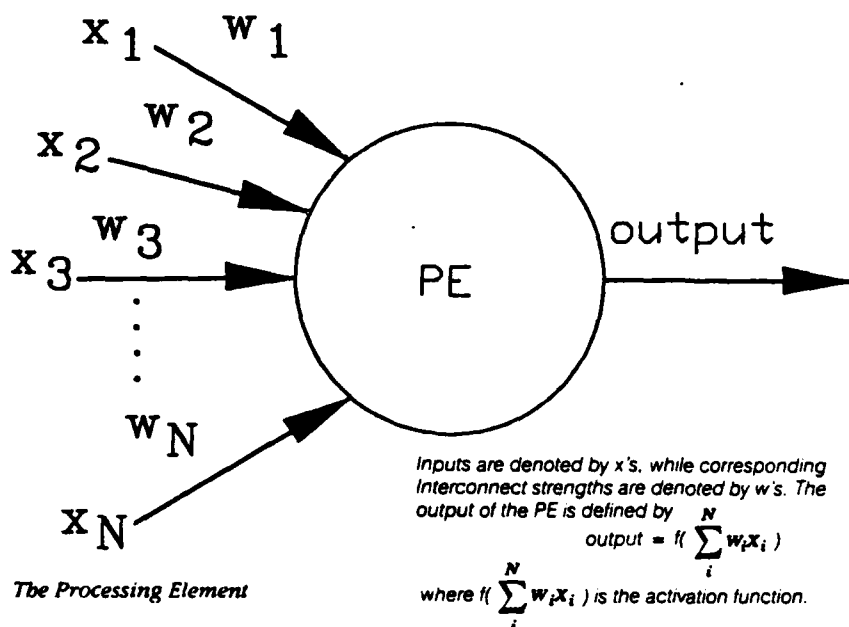 x1 w1
x2 w2
x3 w3
PE
output
wN
xN
Inputs are denoted by x's, while corresponding
Interconnect strengths are denoted by w's. The
output of the PE is defined by
output = f( ∑ᵢᴺ wᵢxᵢ )
where f( ∑ᵢᴺ wᵢxᵢ ) is the activation function.
The Processing Element